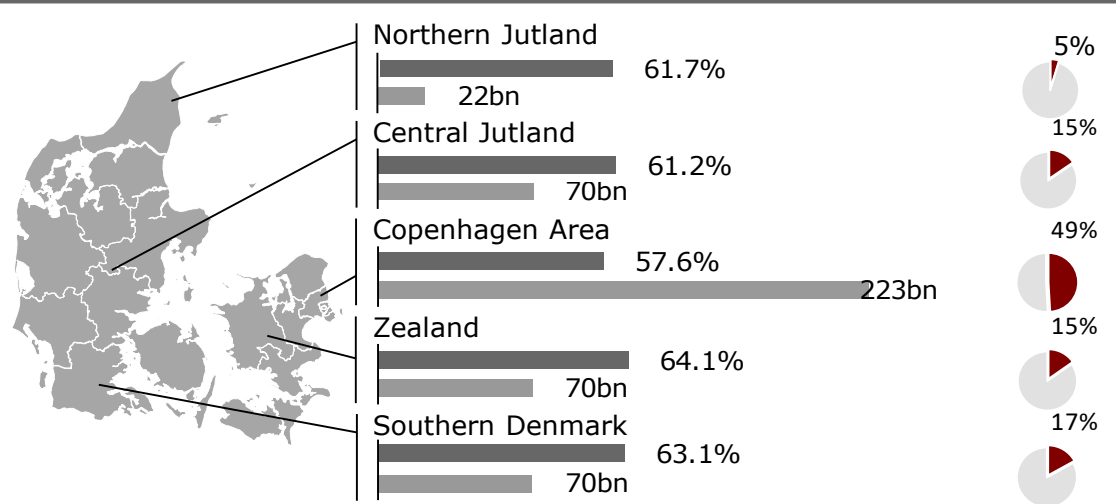 Northern Jutland
5%
61.7%
22bn
Central Jutland
15%
61.2%
70bn
Copenhagen Area
49%
57.6%
223bn
Zealand
15%
64.1%
70bn
Southern Denmark
17%
63.1%
70bn